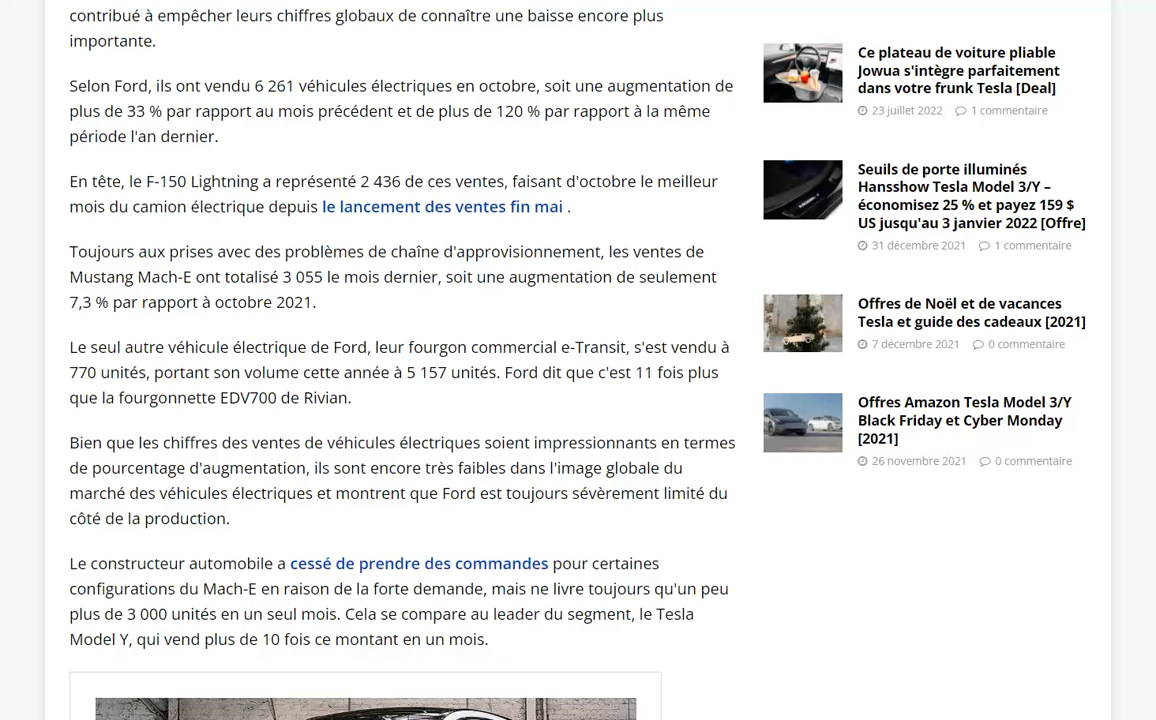 contribué à empêcher leurs chiffres globaux de connaître une baisse encore plus
importante.
Selon Ford, ils ont vendu 6 261 véhicules électriques en octobre, soit une augmentation de
plus de 33 % par rapport au mois précédent et de plus de 120 % par rapport à la même
période l'an dernier.
En tête, le F-150 Lightning a représenté 2 436 de ces ventes, faisant d'octobre le meilleur
mois du camion électrique depuis le lancement des ventes fin mai .
Toujours aux prises avec des problèmes de chaîne d'approvisionnement, les ventes de
Mustang Mach-E ont totalisé 3 055 le mois dernier, soit une augmentation de seulement
7,3 % par rapport à octobre 2021.
Le seul autre véhicule électrique de Ford, leur fourgon commercial e-Transit, s'est vendu à
770 unités, portant son volume cette année à 5 157 unités. Ford dit que c'est 11 fois plus
que la fourgonnette EDV700 de Rivian.
Bien que les chiffres des ventes de véhicules électriques soient impressionnants en termes
de pourcentage d'augmentation, ils sont encore très faibles dans l'image globale du
marché des véhicules électriques et montrent que Ford est toujours sévèrement limité du
côté de la production.
Le constructeur automobile a cessé de prendre des commandes pour certaines
configurations du Mach-E en raison de la forte demande, mais ne livre toujours qu'un peu
plus de 3 000 unités en un seul mois. Cela se compare au leader du segment, le Tesla
Model Y, qui vend plus de 10 fois ce montant en un mois.
Ce plateau de voiture pliable
Jowua s'intègre parfaitement
dans votre frunk Tesla [Deal]
23 juillet 2022 1 commentaire
Seuils de porte illuminés
Hansshow Tesla Model 3/Y –
économisez 25 % et payez 159 $
US jusqu'au 3 janvier 2022 [Offre]
31 décembre 2021 1 commentaire
Offres de Noël et de vacances
Tesla et guide des cadeaux [2021]
7 décembre 2021 0 commentaire
Offres Amazon Tesla Model 3/Y
Black Friday et Cyber Monday
[2021]
26 novembre 2021 0 commentaire